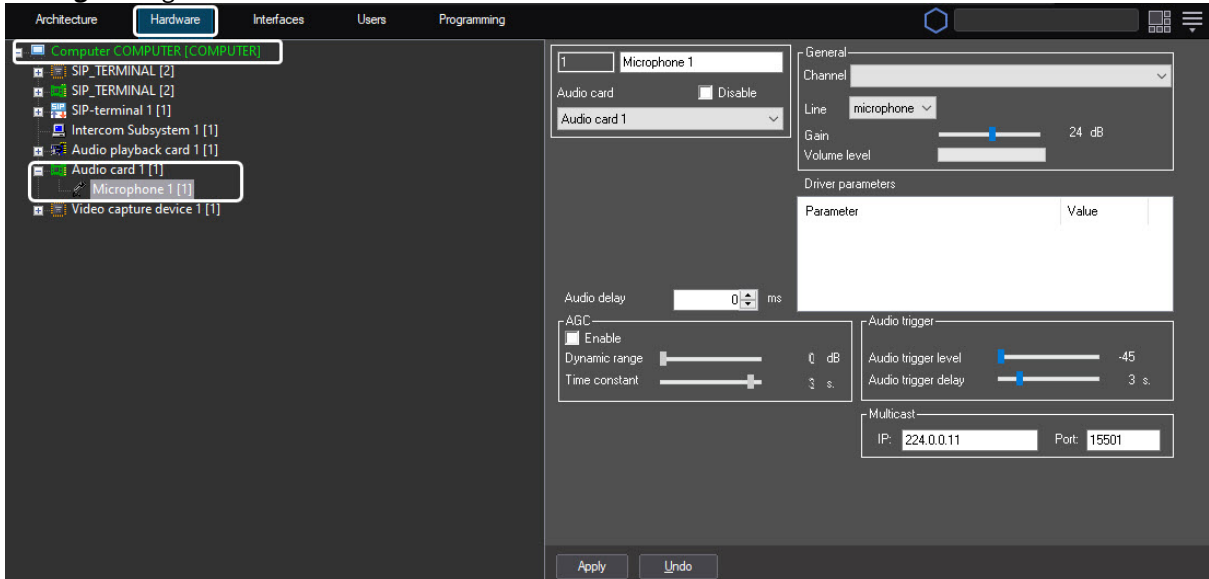 Architecture Hardware Interfaces Users Programming
Computer COMPUTER [COMPUTER]
SIP_TERMINAL [2]
SIP_TERMINAL [2]
SIP-terminal 1 [1]
Intercom Subsystem 1 [1]
Audio playback card 1 [1]
Audio card 1 [1]
Microphone 1 [1]
Video capture device 1 [1]
1 Microphone 1
Audio card Disable
Audio card 1
General
Channel
Line microphone
Gain 24 dB
Volume level
Driver parameters
Parameter Value
Audio delay 0 ms
AGC
Enable
Dynamic range 0 dB
Time constant 3 s.
Audio trigger
Audio trigger level -45
Audio trigger delay 3 s.
Multicast
IP: 224.0.0.11 Port: 15501
Apply Undo